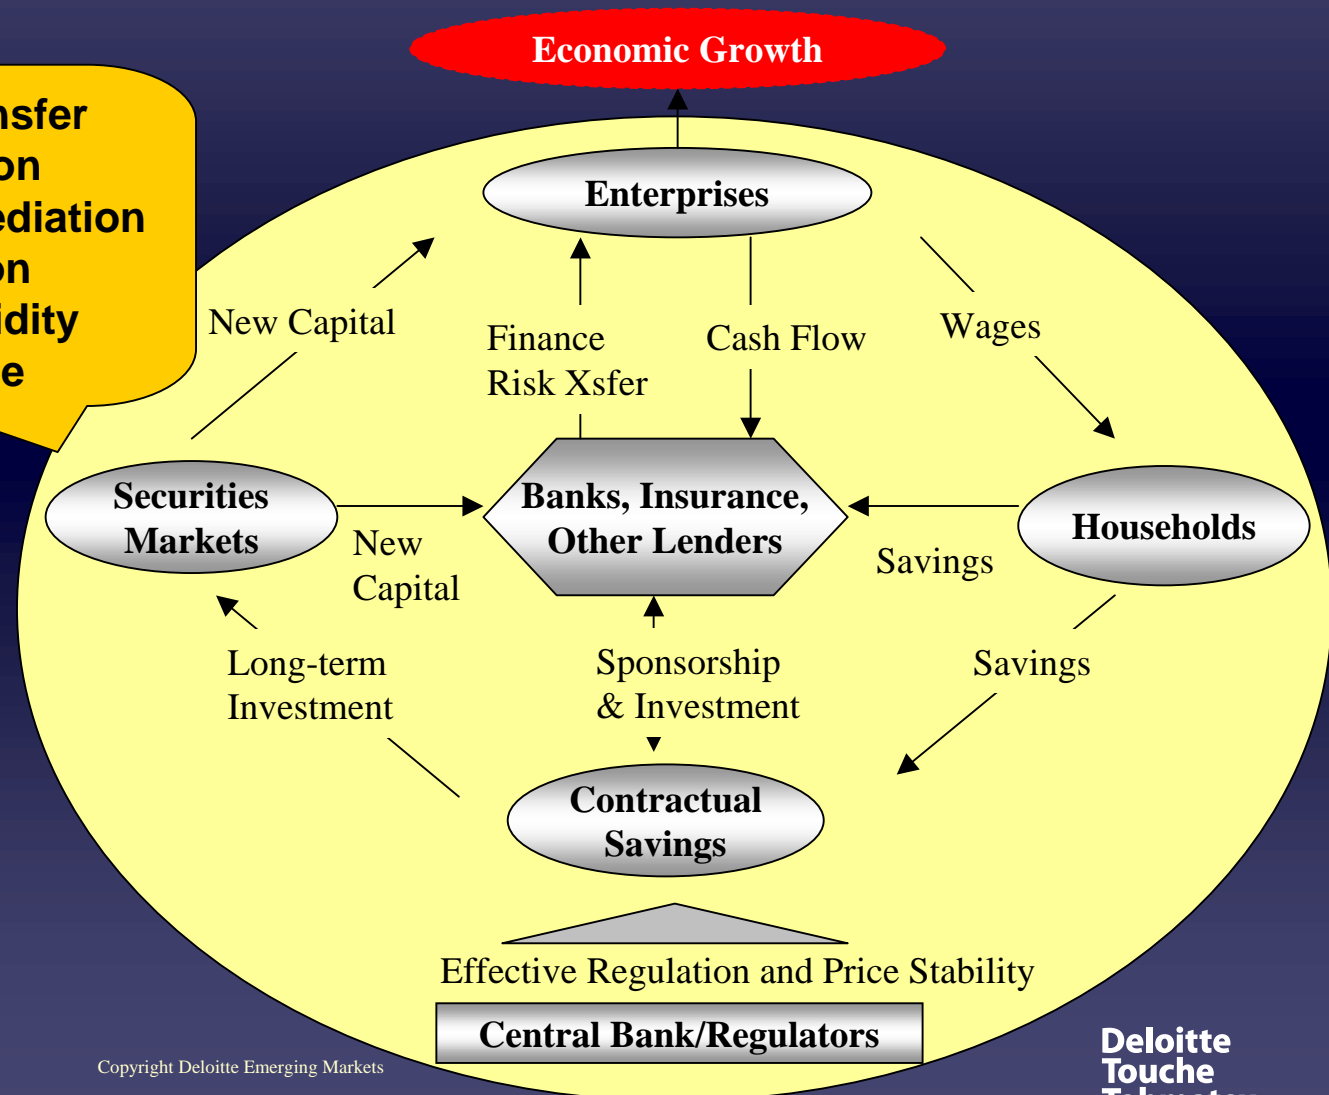 Economic Growth
nsfer
on
ediation
on
idity
e
Enterprises
New Capital
Finance
Risk Xsfer
Cash Flow
Wages
Securities
Markets
Banks, Insurance,
Other Lenders
Households
New
Capital
Savings
Long-term
Investment
Sponsorship
& Investment
Savings
Contractual
Savings
Effective Regulation and Price Stability
Central Bank/Regulators
Copyright Deloitte Emerging Markets
Deloitte
Touche
Tohmatsu